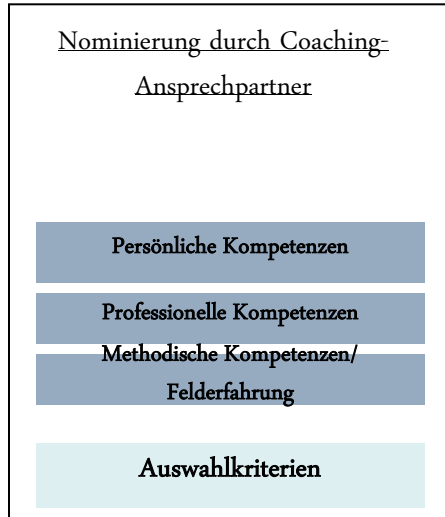 Nominierung durch Coaching-
Ansprechpartner
Persönliche Kompetenzen
Professionelle Kompetenzen
Methodische Kompetenzen/
Felderfahrung
Auswahlkriterien